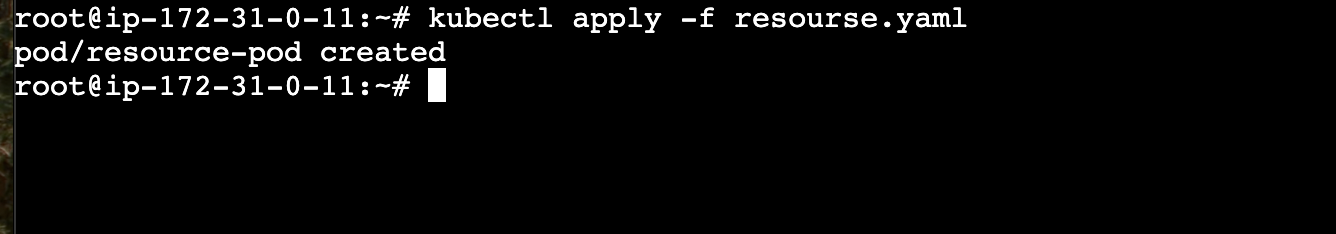 root@ip-172-31-0-11:~# kubectl apply -f resourse.yaml
pod/resource-pod created
root@ip-172-31-0-11:~#